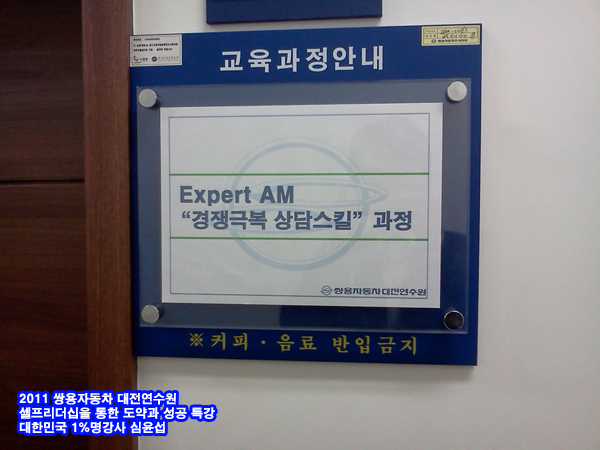 교육과정안내
Expert AM
“경쟁극복 상담스킬” 과정
쌍용자동차대전연수원
※커피·음료 반입금지
2011 쌍용자동차 대전연수원
셀프리더십을 통한 도약과 성공 특강
대한민국 1%명강사 심윤섭